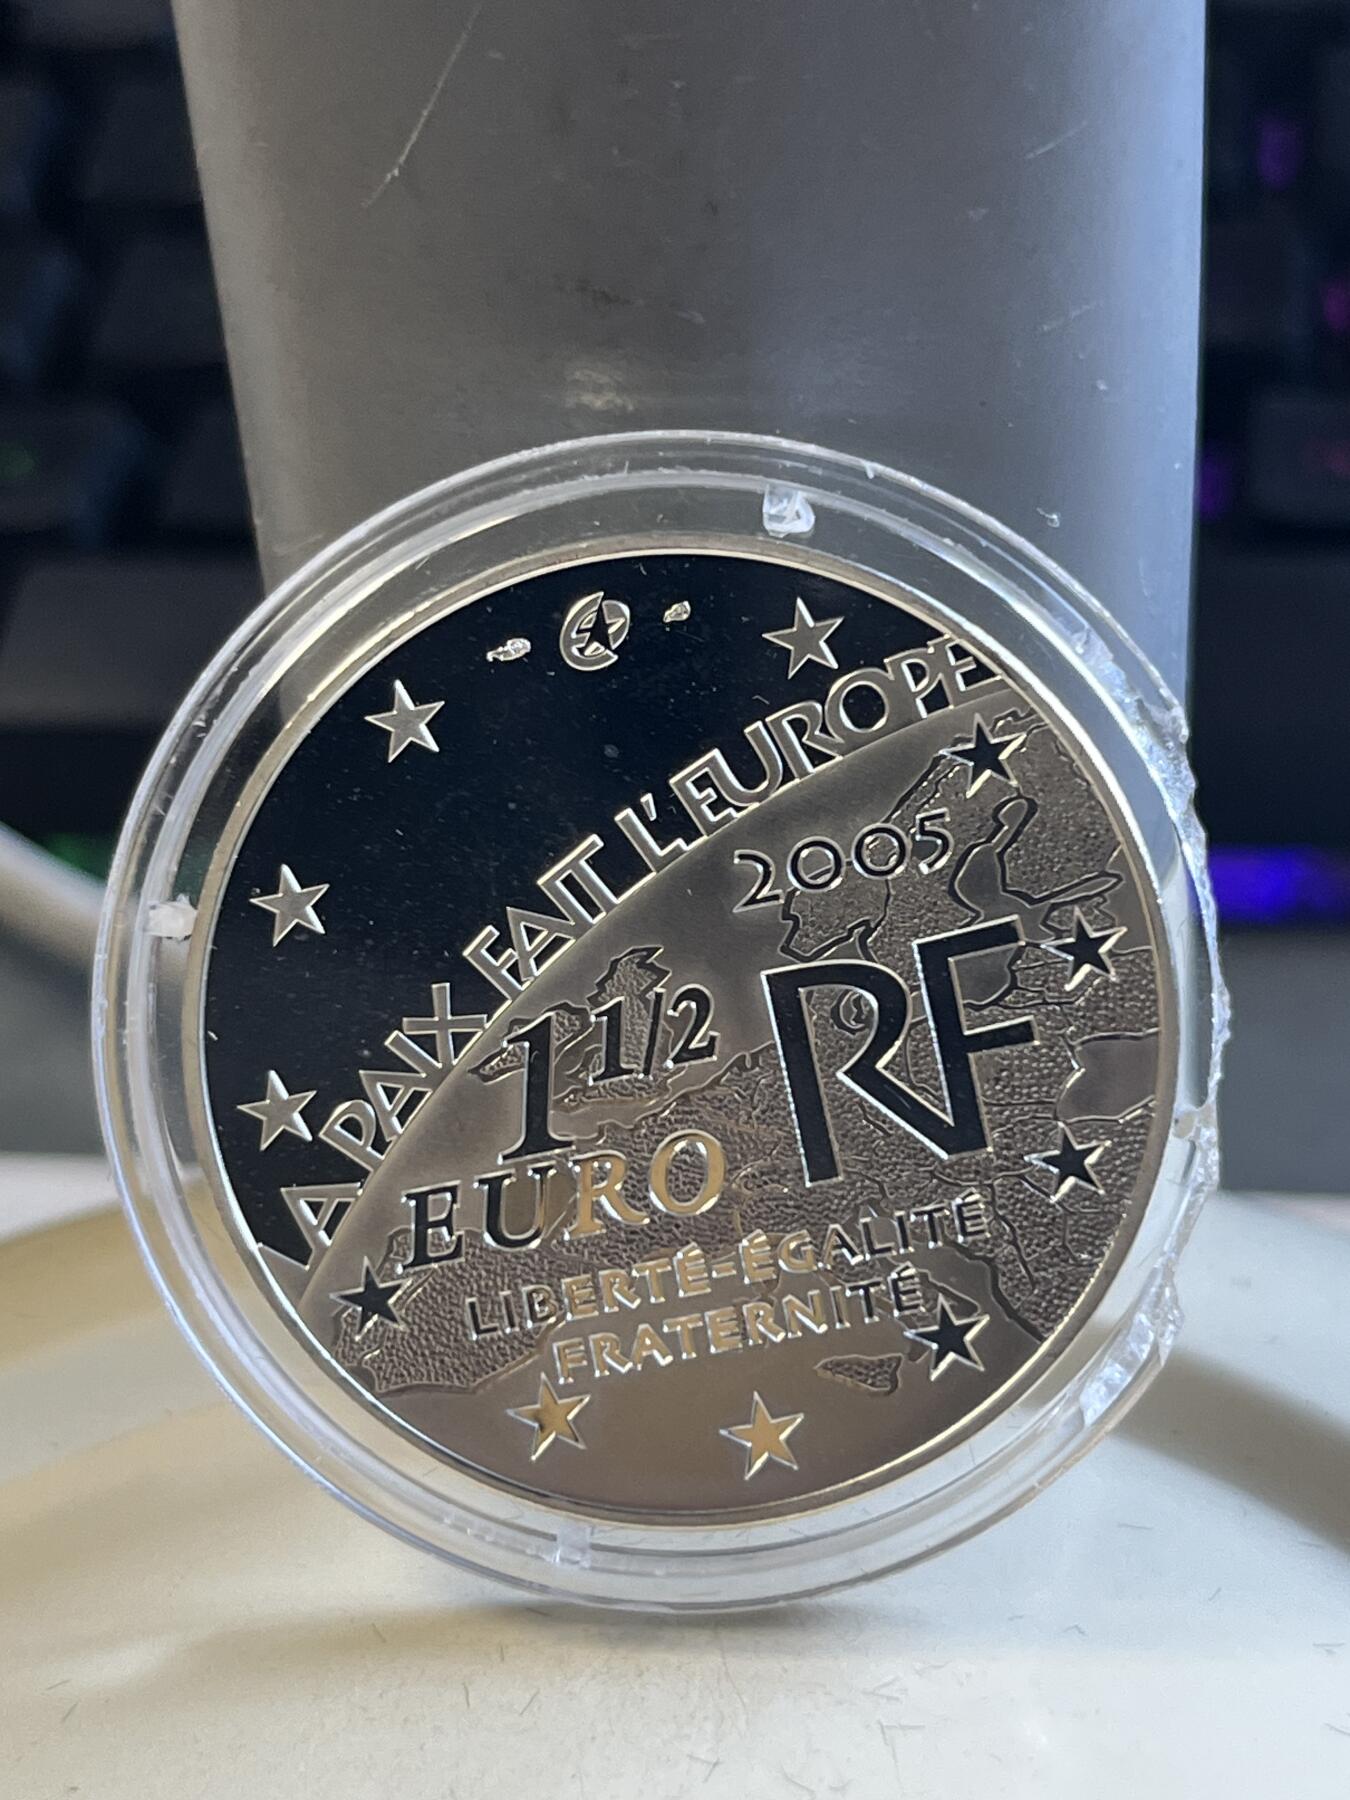 LA PAIX FAIT L'EUROPE
2005
RF
1 1/2
EURO
LIBERTÉ-ÉGALITÉ
FRATERNITÉ